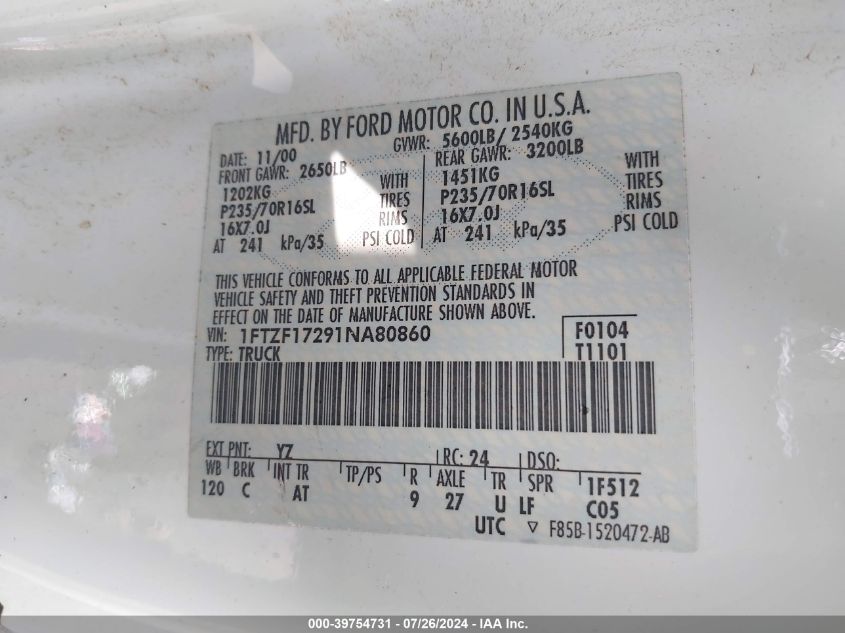 MFD. BY FORD MOTOR CO. IN U.S.A.
DATE: 11/00 GVWR: 5600LB/ 2540KG
FRONT GAWR: 2650LB REAR GAWR: 3200LB
1202KG WITH 1451KG WITH
P235/70R16SL TIRES P235/70R16SL TIRES
16X7.0J RIMS 16X7.0J RIMS
AT 241 kPa/35 PSI COLD AT 241 kPa/35 PSI COLD
THIS VEHICLE CONFORMS TO ALL APPLICABLE FEDERAL MOTOR
VEHICLE SAFETY AND THEFT PREVENTION STANDARDS IN
EFFECT ON THE DATE OF MANUFACTURE SHOWN ABOVE.
VIN: 1FTZF17291NA80860 F0104
TYPE: TRUCK T1101
EXT PNT: YZ RC: 24 DSO:
WB BRK INT TR TP/PS R AXLE TR SPR 1F512
120 C AT 9 27 U LF C05
UTC ▽ F85B-1520472-AB
000-39754731 - 07/26/2024 - IAA Inc.